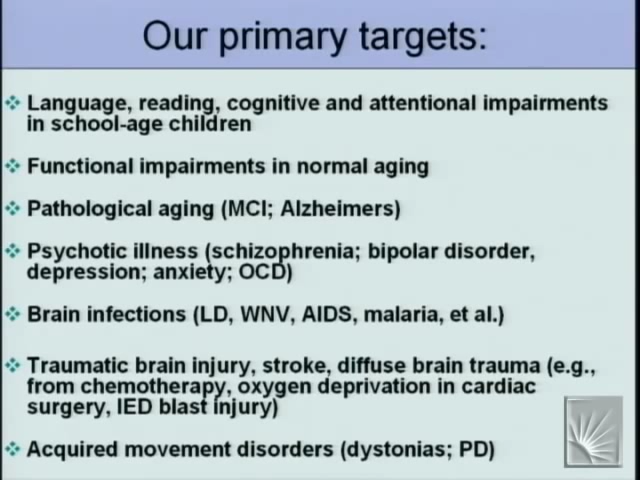 Our primary targets:
Language, reading, cognitive and attentional impairments
in school-age children
Functional impairments in normal aging
Pathological aging (MCI; Alzheimers)
Psychotic illness (schizophrenia; bipolar disorder,
depression; anxiety; OCD)
Brain infections (LD, WNV, AIDS, malaria, et al.)
Traumatic brain injury, stroke, diffuse brain trauma (e.g.,
from chemotherapy, oxygen deprivation in cardiac
surgery, IED blast injury)
Acquired movement disorders (dystonias; PD)